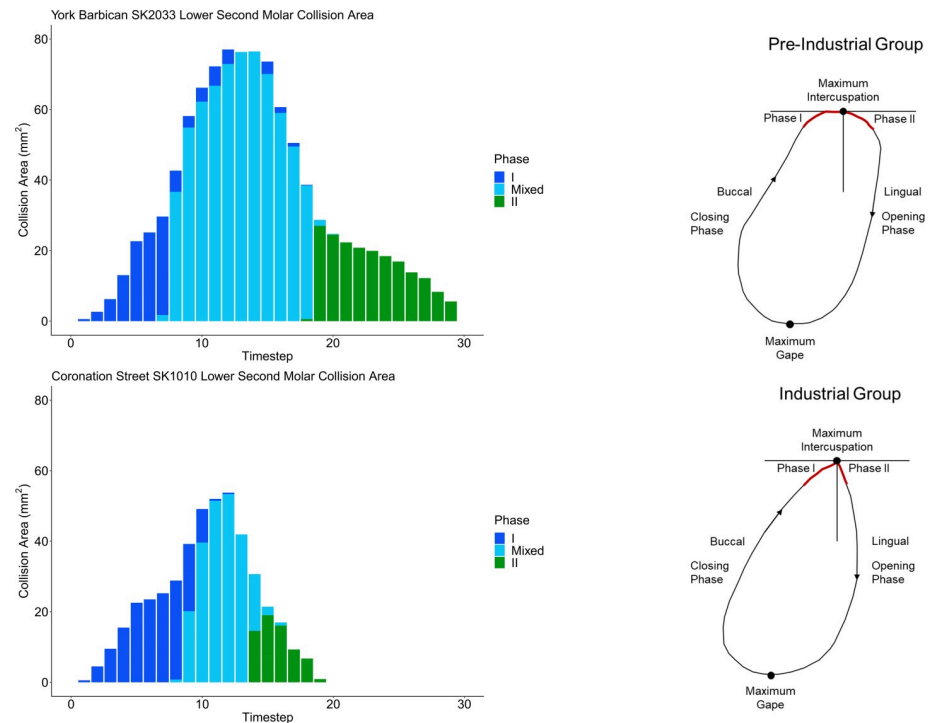 York Barbican SK2033 Lower Second Molar Collision Area
80
60
40
20
0
Collision Area (mm²)
0 10 20 30
Timestep
Phase
I
Mixed
II
Pre-Industrial Group
Maximum
Intercuspation
Phase I Phase II
Buccal Lingual
Closing
Phase
Opening
Phase
Maximum
Gape
Coronation Street SK1010 Lower Second Molar Collision Area
80
60
40
20
0
Collision Area (mm²)
0 10 20 30
Timestep
Phase
I
Mixed
II
Industrial Group
Maximum
Intercuspation
Phase I Phase II
Buccal Lingual
Closing
Phase
Opening
Phase
Maximum
Gape